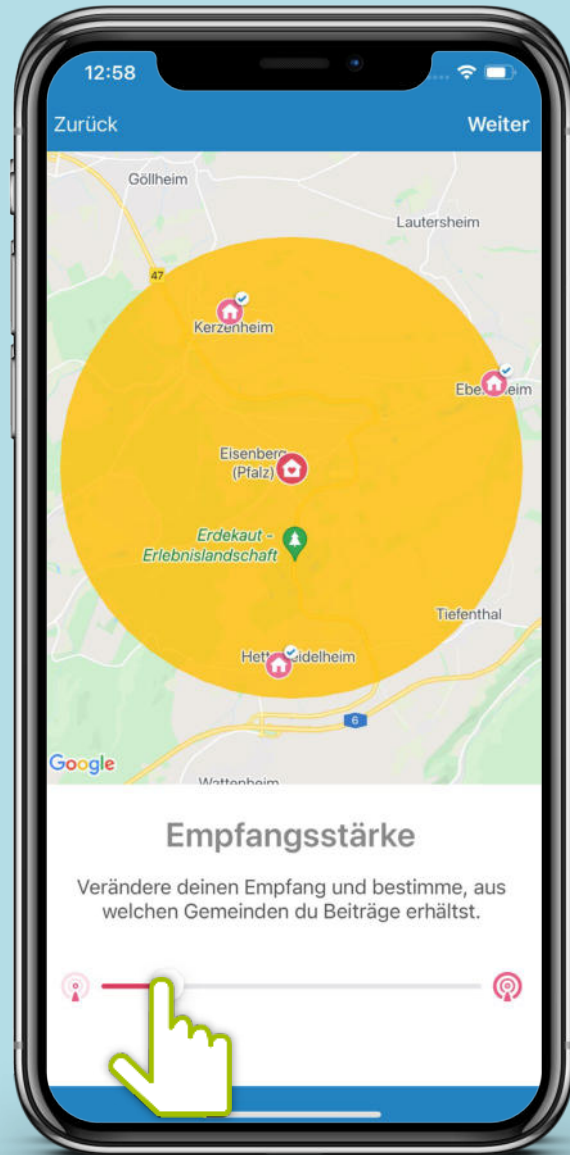 12:58
Zurück
Weiter
Göllheim
Lautersheim
47
Kerzenheim
Eisenberg
(Pfalz)
Erdekaut -
Erlebnislandschaft
Tiefenthal
6
Google
Wattenheim
Empfangsstärke
Verändere deinen Empfang und bestimme, aus
welchen Gemeinden du Beiträge erhältst.